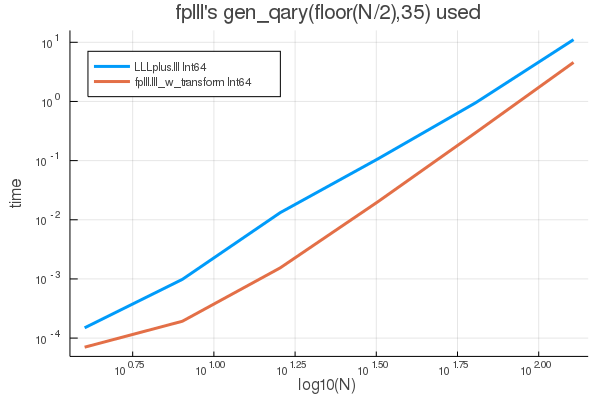 fplll's gen_qary(floor(N/2),35) used
LLLplus.lll Int64
fplll.lll_w_transform Int64
10^1
10^0
10^-1
10^-2
10^-3
10^-4
time
10^0.75
10^1.00
10^1.25
10^1.50
10^1.75
10^2.00
log10(N)